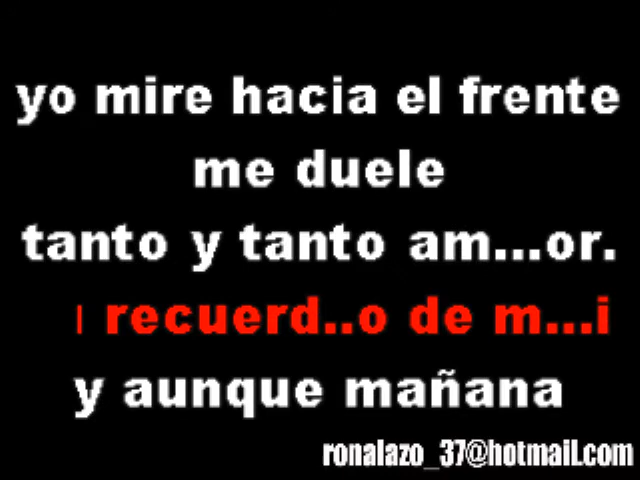 yo mire hacia el frente
me duele
tanto y tanto am...or.
recuerd..o de m...i
y aunque mañana
ronalazo_37@hotmail.com